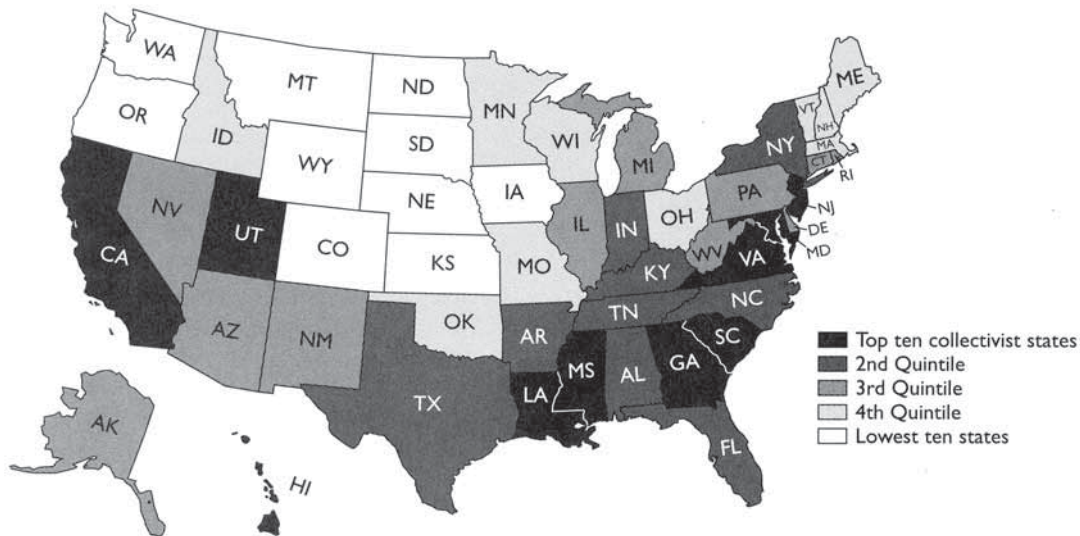 WA
MT
ND
MN
ME
OR
ID
WY
SD
WI
MI
VT
NH
NY
MA
CT
RI
NV
UT
CO
NE
IA
IL
IN
OH
PA
NJ
DE
MD
CA
KS
MO
KY
WV
VA
AZ
NM
OK
AR
TN
NC
SC
TX
LA
MS
AL
GA
FL
AK
HI
Top ten collectivist states
2nd Quintile
3rd Quintile
4th Quintile
Lowest ten states